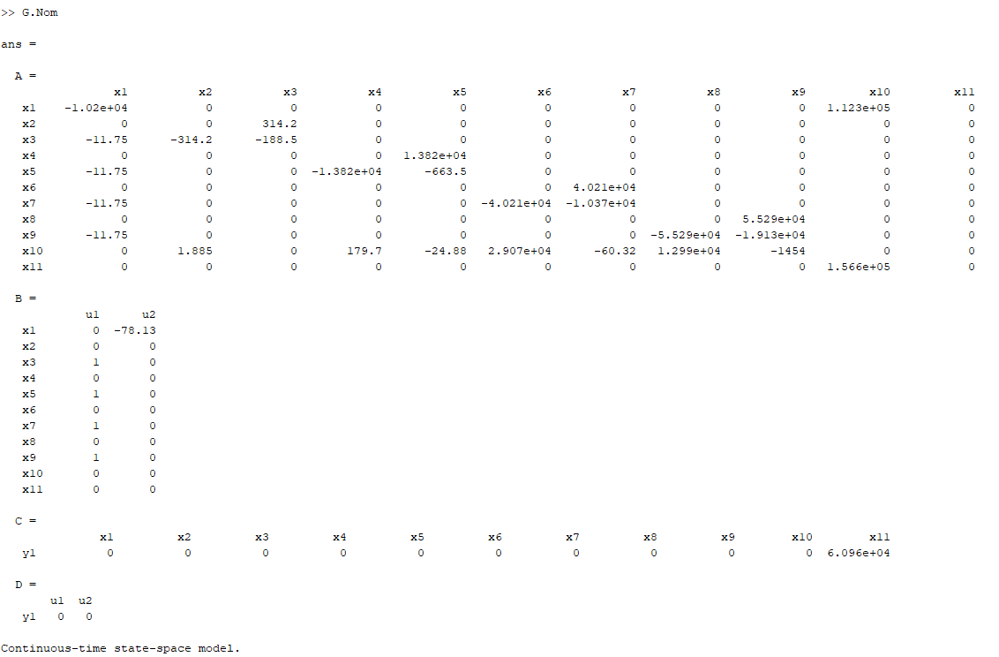 >> G.Nom
ans =
A =
x1 x2 x3 x4 x5 x6 x7 x8 x9 x10 x11
x1 -1.02e+04 0 0 0 0 0 0 0 0 1.123e+05 0
x2 0 0 314.2 0 0 0 0 0 0 0 0
x3 -11.75 -314.2 -188.5 0 0 0 0 0 0 0 0
x4 0 0 0 0 1.382e+04 0 0 0 0 0 0
x5 -11.75 0 0 -1.382e+04 -663.5 0 0 0 0 0 0
x6 0 0 0 0 0 0 4.021e+04 0 0 0 0
x7 -11.75 0 0 0 0 -4.021e+04 -1.037e+04 0 0 0 0
x8 0 0 0 0 0 0 0 0 5.529e+04 0 0
x9 -11.75 0 0 0 0 0 0 -5.529e+04 -1.913e+04 0 0
x10 0 1.885 0 179.7 -24.88 2.907e+04 -60.32 1.299e+04 -1454 0 0
x11 0 0 0 0 0 0 0 0 0 1.566e+05 0
B =
u1 u2
x1 0 -78.13
x2 0 0
x3 1 0
x4 0 0
x5 1 0
x6 0 0
x7 1 0
x8 0 0
x9 1 0
x10 0 0
x11 0 0
C =
x1 x2 x3 x4 x5 x6 x7 x8 x9 x10 x11
y1 0 0 0 0 0 0 0 0 0 0 6.096e+04
D =
u1 u2
y1 0 0
Continuous-time state-space model.